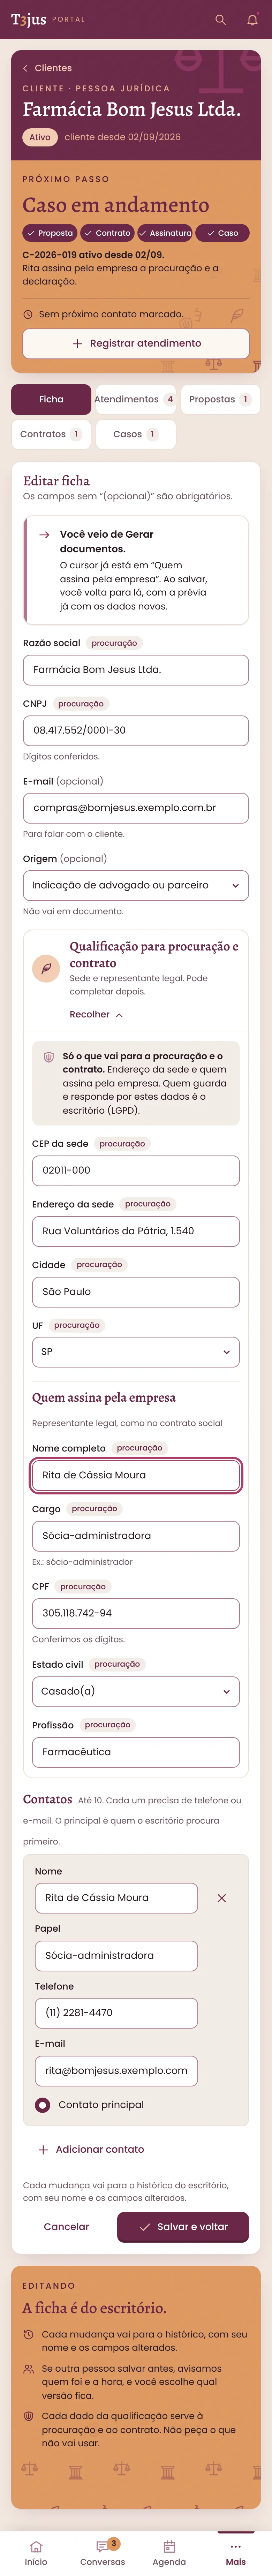 T3jus PORTAL
Clientes
CLIENTE · PESSOA JURÍDICA
Farmácia Bom Jesus Ltda.
Ativo cliente desde 02/09/2026
PRÓXIMO PASSO
Caso em andamento
Proposta Contrato Assinatura Caso
C-2026-019 ativo desde 02/09.
Rita assina pela empresa a procuração e a
declaração.
Sem próximo contato marcado.
Registrar atendimento
Ficha Atendimentos 4 Propostas 1
Contratos 1 Casos 1
Editar ficha
Os campos sem “(opcional)” são obrigatórios.
Você veio de Gerar
documentos.
O cursor já está em “Quem
assina pela empresa”. Ao salvar,
você volta para lá, com a prévia
já com os dados novos.
Razão social procuração
Farmácia Bom Jesus Ltda.
CNPJ procuração
08.417.552/0001-30
Dígitos conferidos.
E-mail (opcional)
compras@bomjesus.exemplo.com.br
Para falar com o cliente.
Origem (opcional)
Indicação de advogado ou parceiro
Não vai em documento.
Qualificação para procuração e
contrato
Sede e representante legal. Pode
completar depois.
Recolher
Só o que vai para a procuração e o
contrato. Endereço da sede e quem
assina pela empresa. Quem guarda
e responde por estes dados é o
escritório (LGPD).
CEP da sede procuração
02011-000
Endereço da sede procuração
Rua Voluntários da Pátria, 1.540
Cidade procuração
São Paulo
UF procuração
SP
Quem assina pela empresa
Representante legal, como no contrato social
Nome completo procuração
Rita de Cássia Moura
Cargo procuração
Sócia-administradora
Ex.: sócio-administrador
CPF procuração
305.118.742-94
Conferimos os dígitos.
Estado civil procuração
Casado(a)
Profissão procuração
Farmacêutica
Contatos Até 10. Cada um precisa de telefone ou
e-mail. O principal é quem o escritório procura
primeiro.
Nome
Rita de Cássia Moura
Papel
Sócia-administradora
Telefone
(11) 2281-4470
E-mail
rita@bomjesus.exemplo.com
Contato principal
Adicionar contato
Cada mudança vai para o histórico do escritório,
com seu nome e os campos alterados.
Cancelar Salvar e voltar
EDITANDO
A ficha é do escritório.
Cada mudança vai para o histórico, com seu
nome e os campos alterados.
Se outra pessoa salvar antes, avisamos
quem foi e a hora, e você escolhe qual
versão fica.
Cada dado da qualificação serve à
procuração e ao contrato. Não peça o que
não vai usar.
3
Início Conversas Agenda Mais